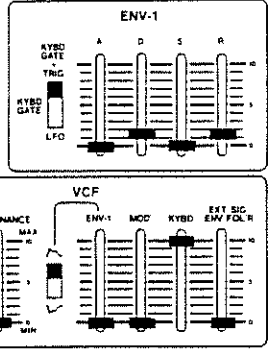 ENV-1
KYBD
GATE
+
TRIG
KYBD
GATE
LFO
A D S R
10
5
0
VCF
NANCE
MAX
10
5
0
MIN
ENV-1 MOD KYBD EXT SIG
ENV FOL'R
10
5
0